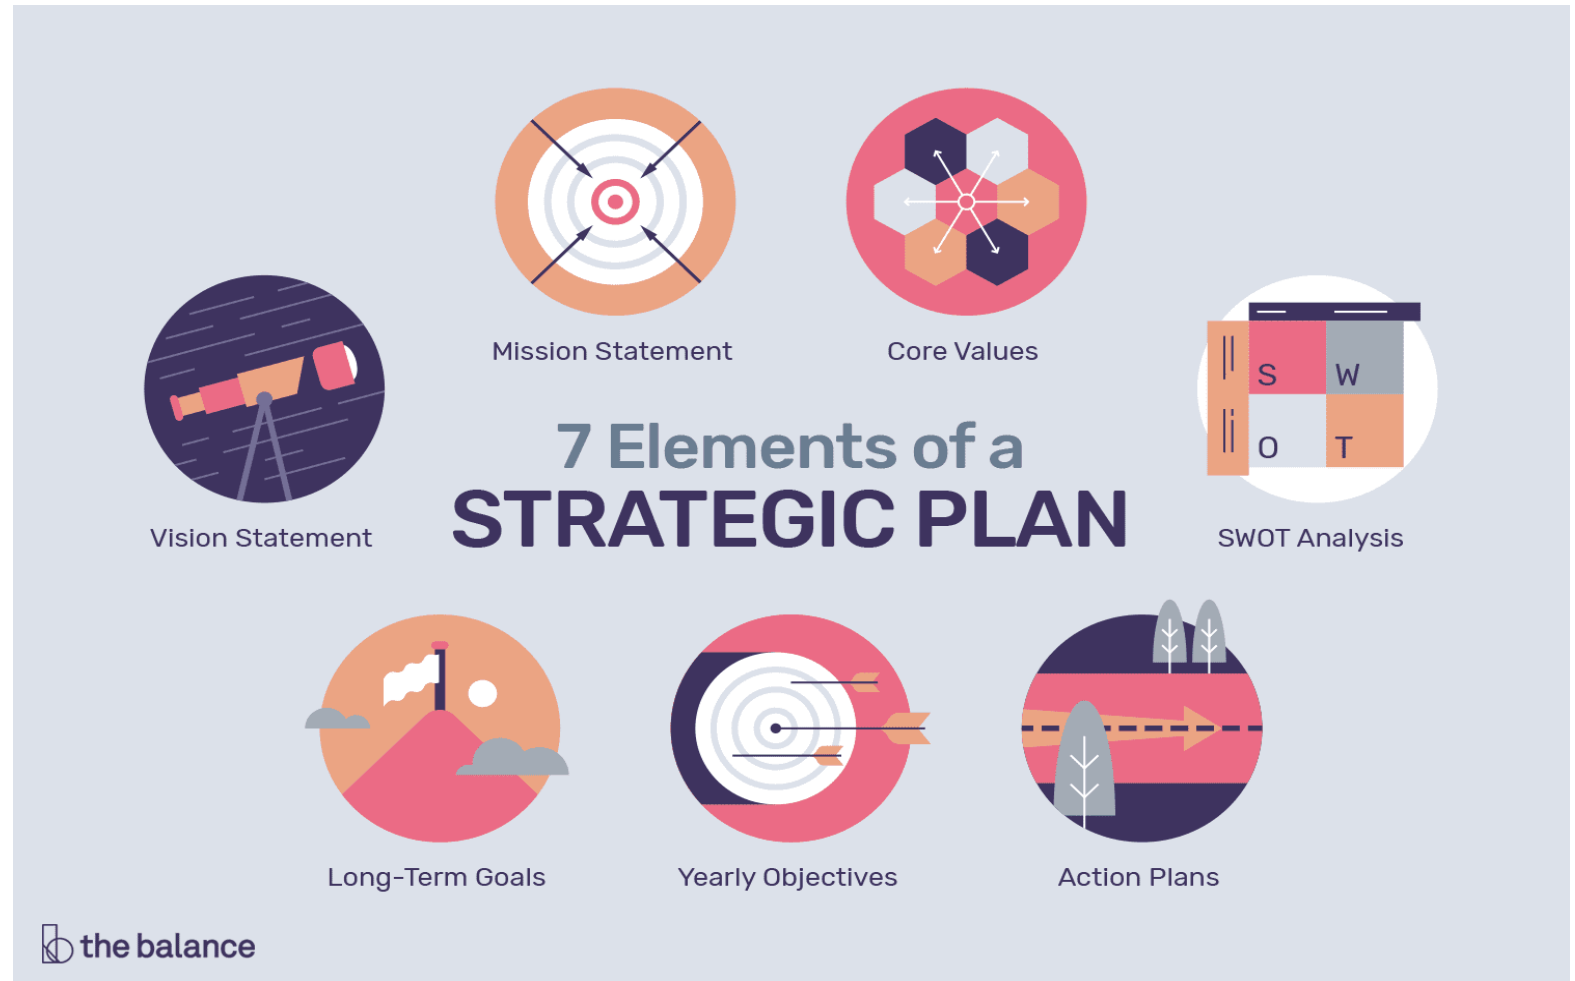 Mission Statement
Core Values
Vision Statement
7 Elements of a
STRATEGIC PLAN
S W
O T
SWOT Analysis
Long-Term Goals
Yearly Objectives
Action Plans
the balance